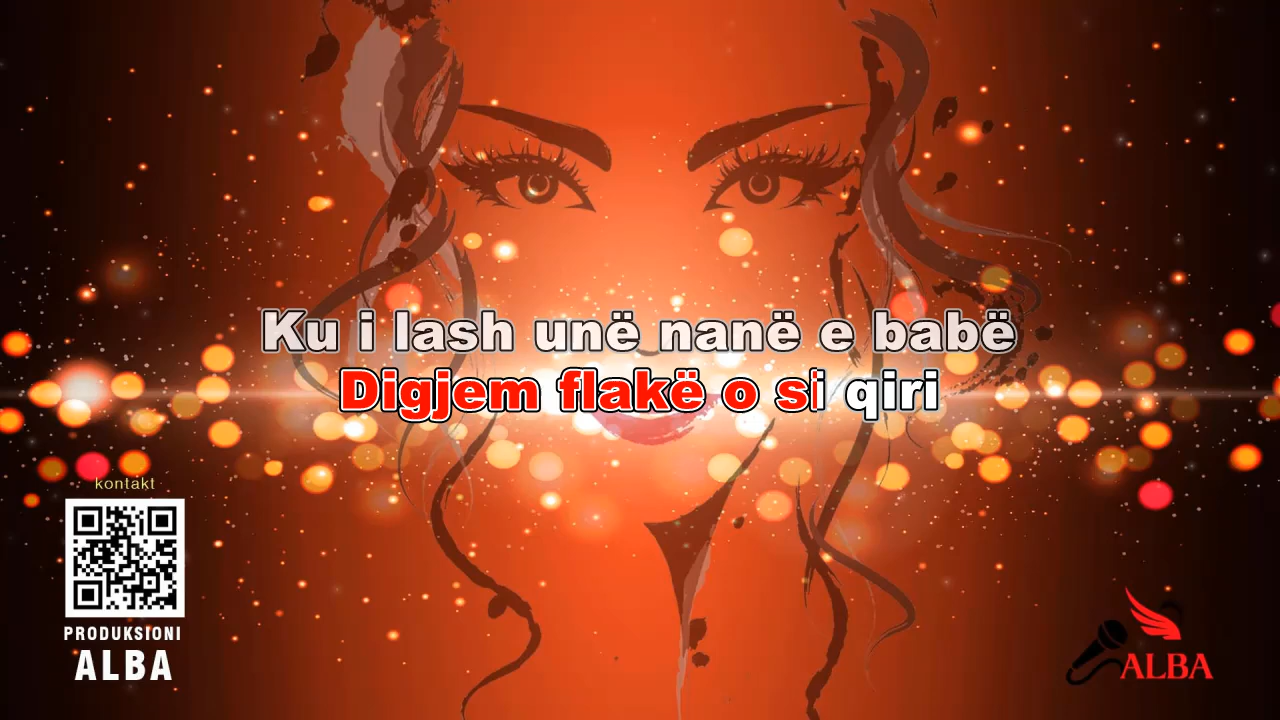 Ku i lash unë nanë e babë
Digjem flakë o si qiri
kontakt
PRODUKSIONI
ALBA
ALBA